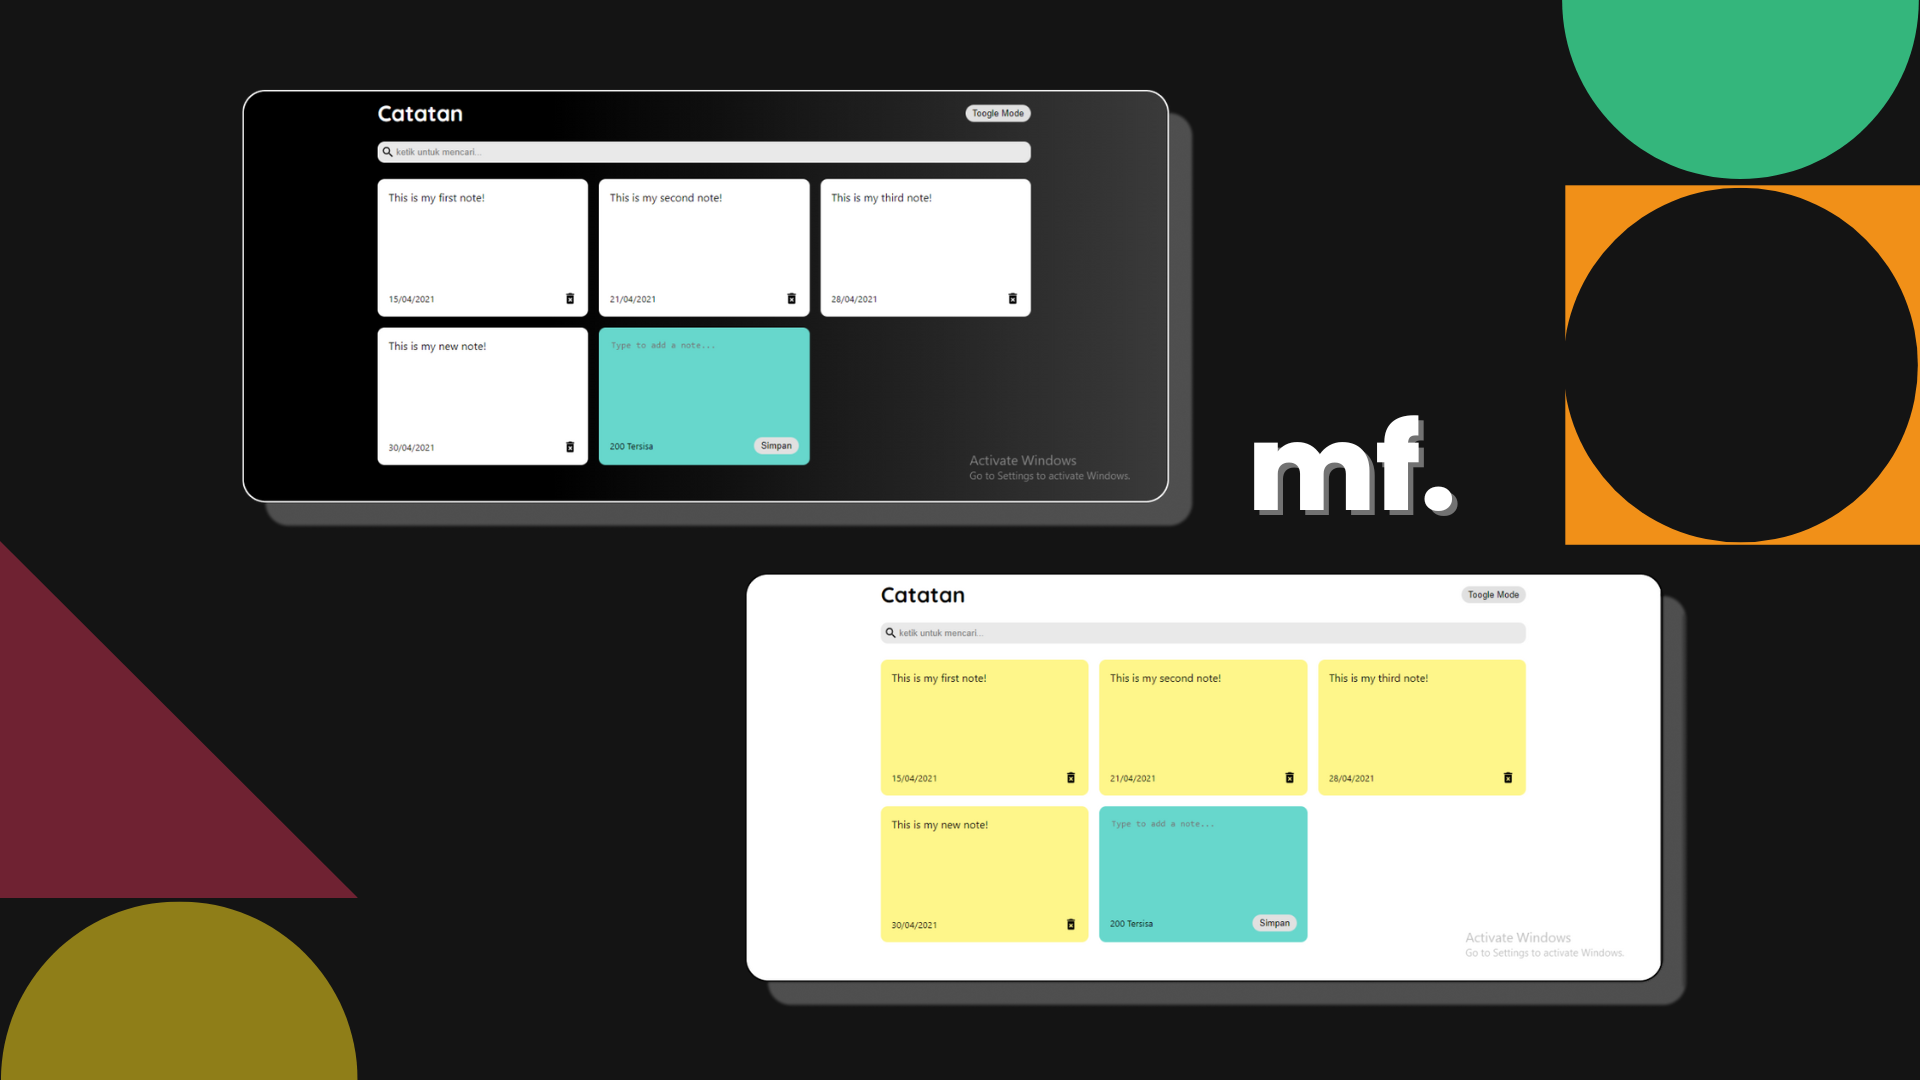 Catatan
Toogle Mode
ketik untuk mencari...
This is my first note!
This is my second note!
This is my third note!
15/04/2021
21/04/2021
28/04/2021
This is my new note!
Type to add a note...
30/04/2021
200 Tersisa
Simpan
Activate Windows
Go to Settings to activate Windows.
mf.
Catatan
Toogle Mode
ketik untuk mencari...
This is my first note!
This is my second note!
This is my third note!
15/04/2021
21/04/2021
28/04/2021
This is my new note!
Type to add a note...
30/04/2021
200 Tersisa
Simpan
Activate Windows
Go to Settings to activate Windows.